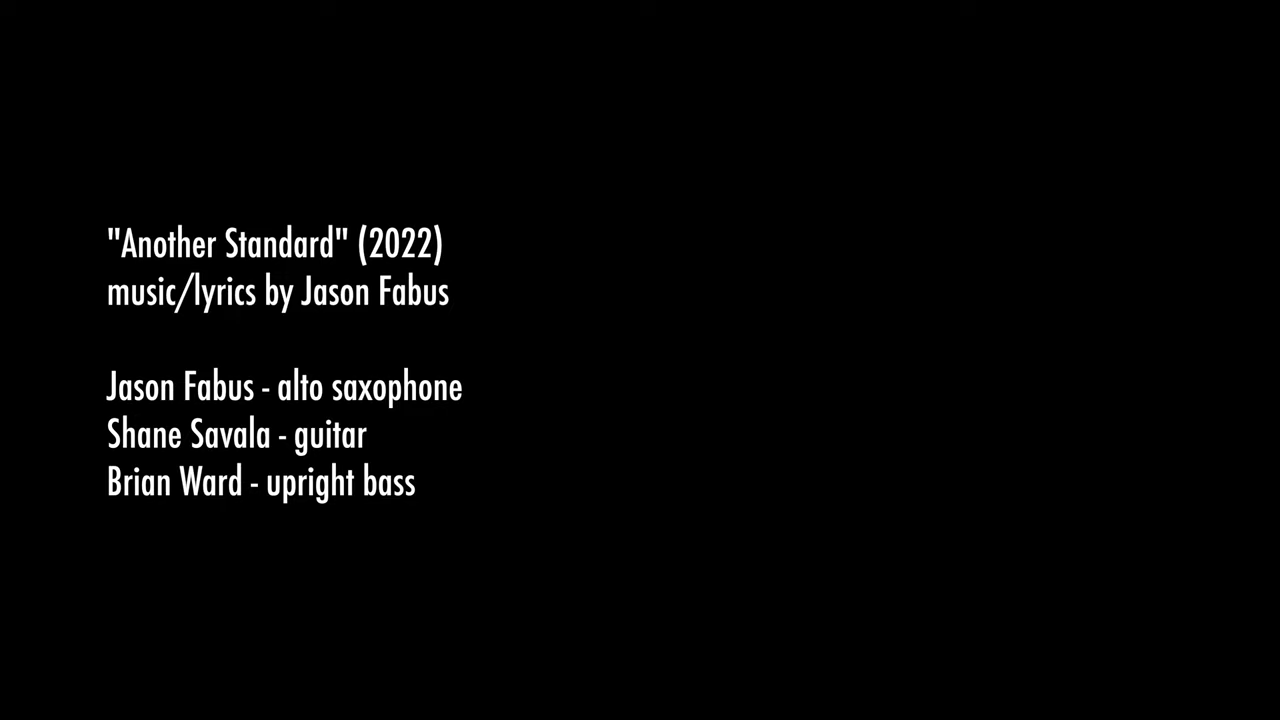 "Another Standard" (2022)
music/lyrics by Jason Fabus
Jason Fabus - alto saxophone
Shane Savala - guitar
Brian Ward - upright bass